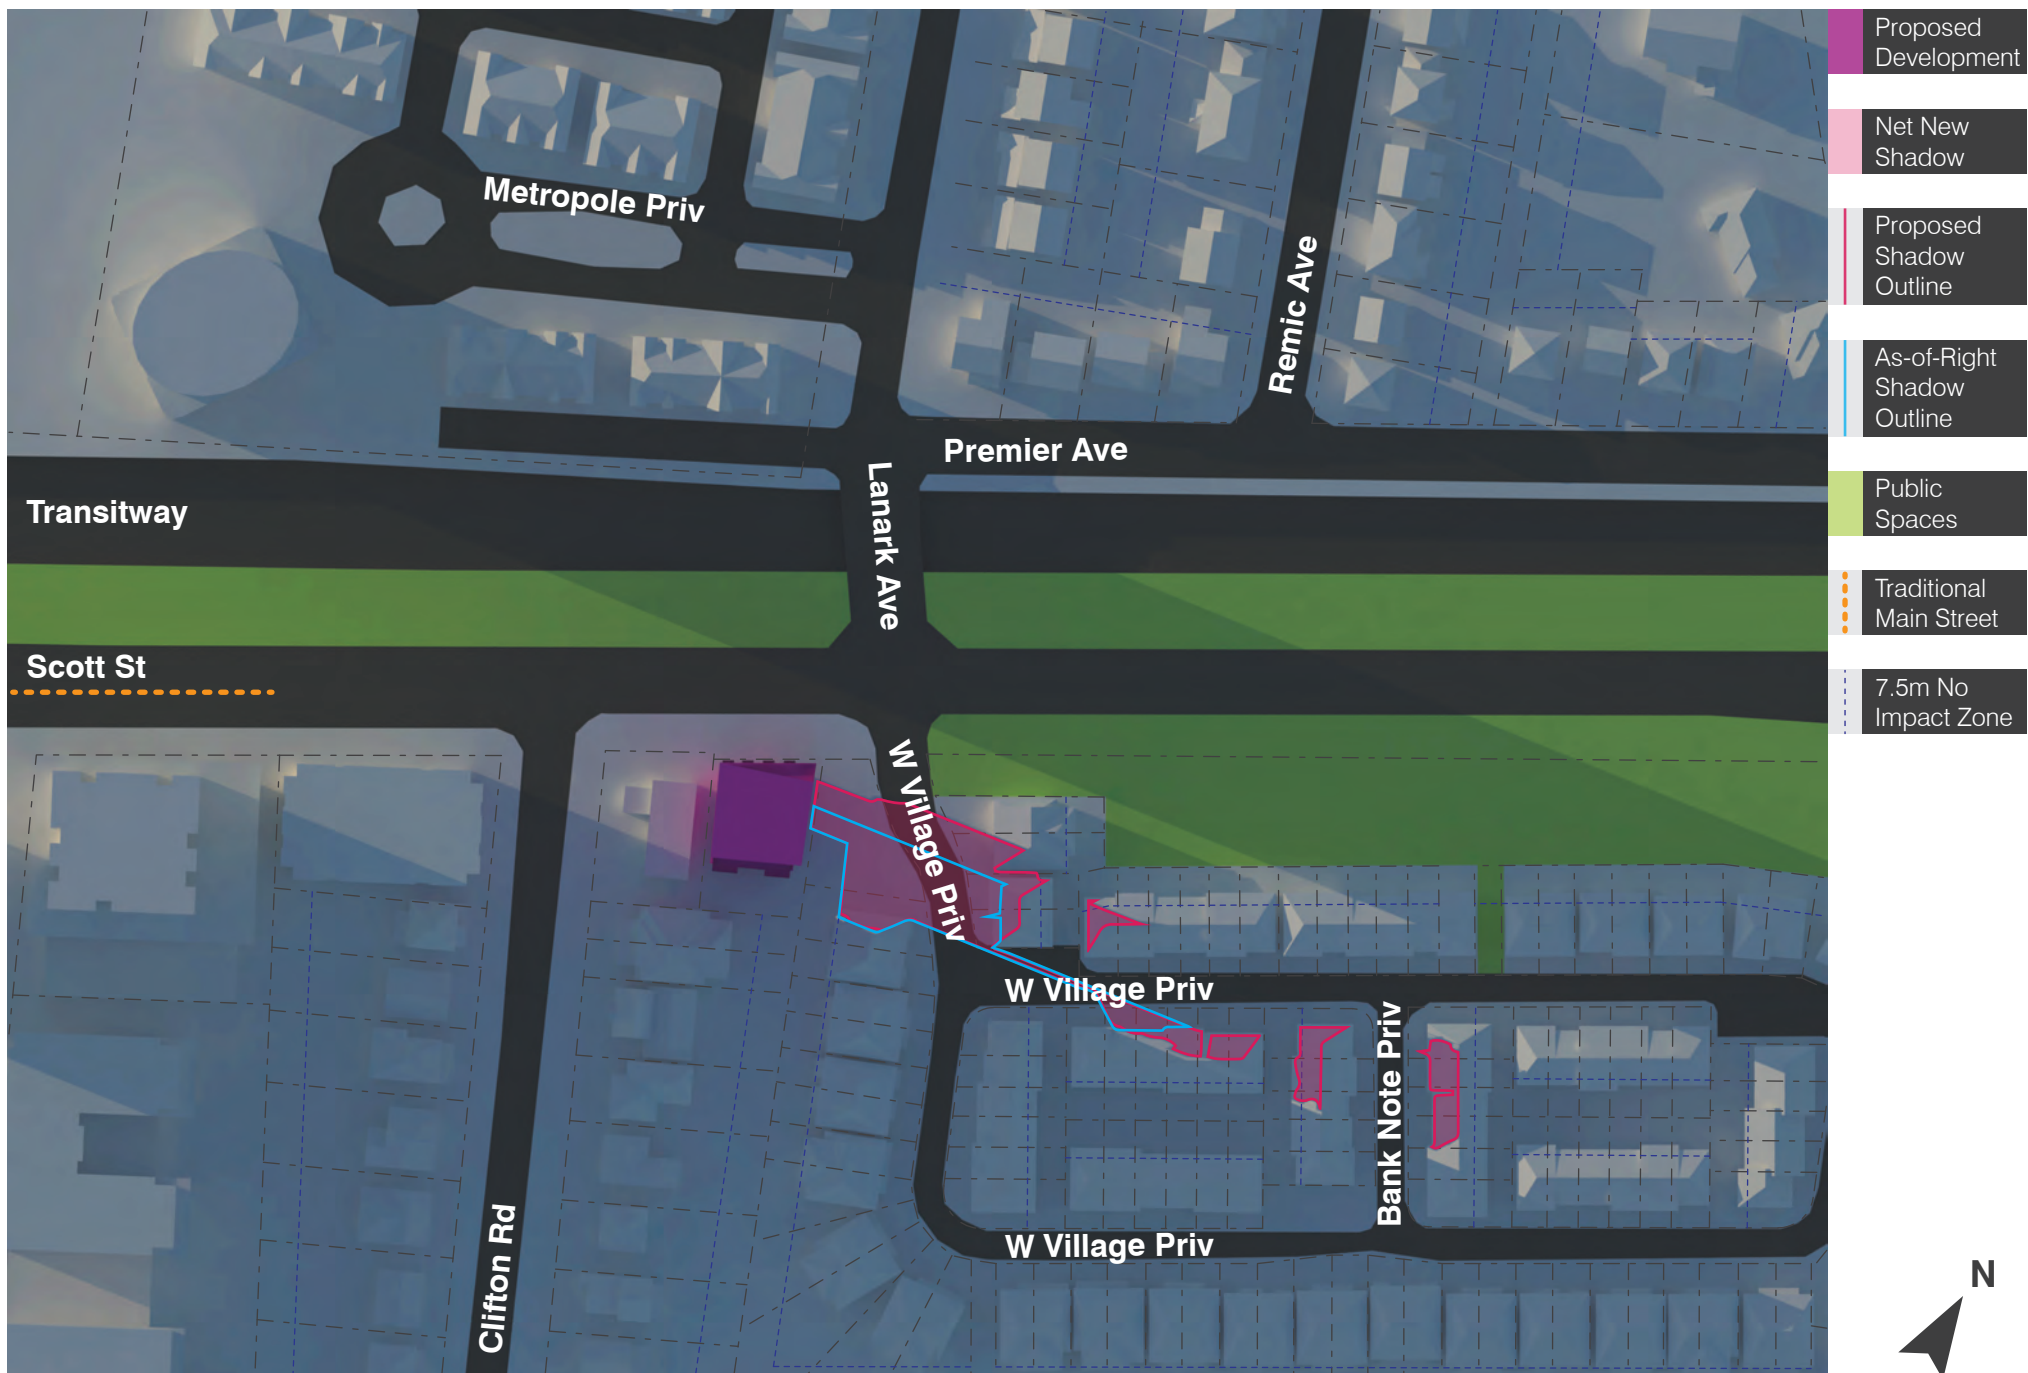 Metropole Priv
Remic Ave
Premier Ave
Lanark Ave
Transitway
Scott St
W Village Priv
W Village Priv
Bank Note Priv
W Village Priv
Clifton Rd
Proposed
Development
Net New
Shadow
Proposed
Shadow
Outline
As-of-Right
Shadow
Outline
Public
Spaces
Traditional
Main Street
7.5m No
Impact Zone
N